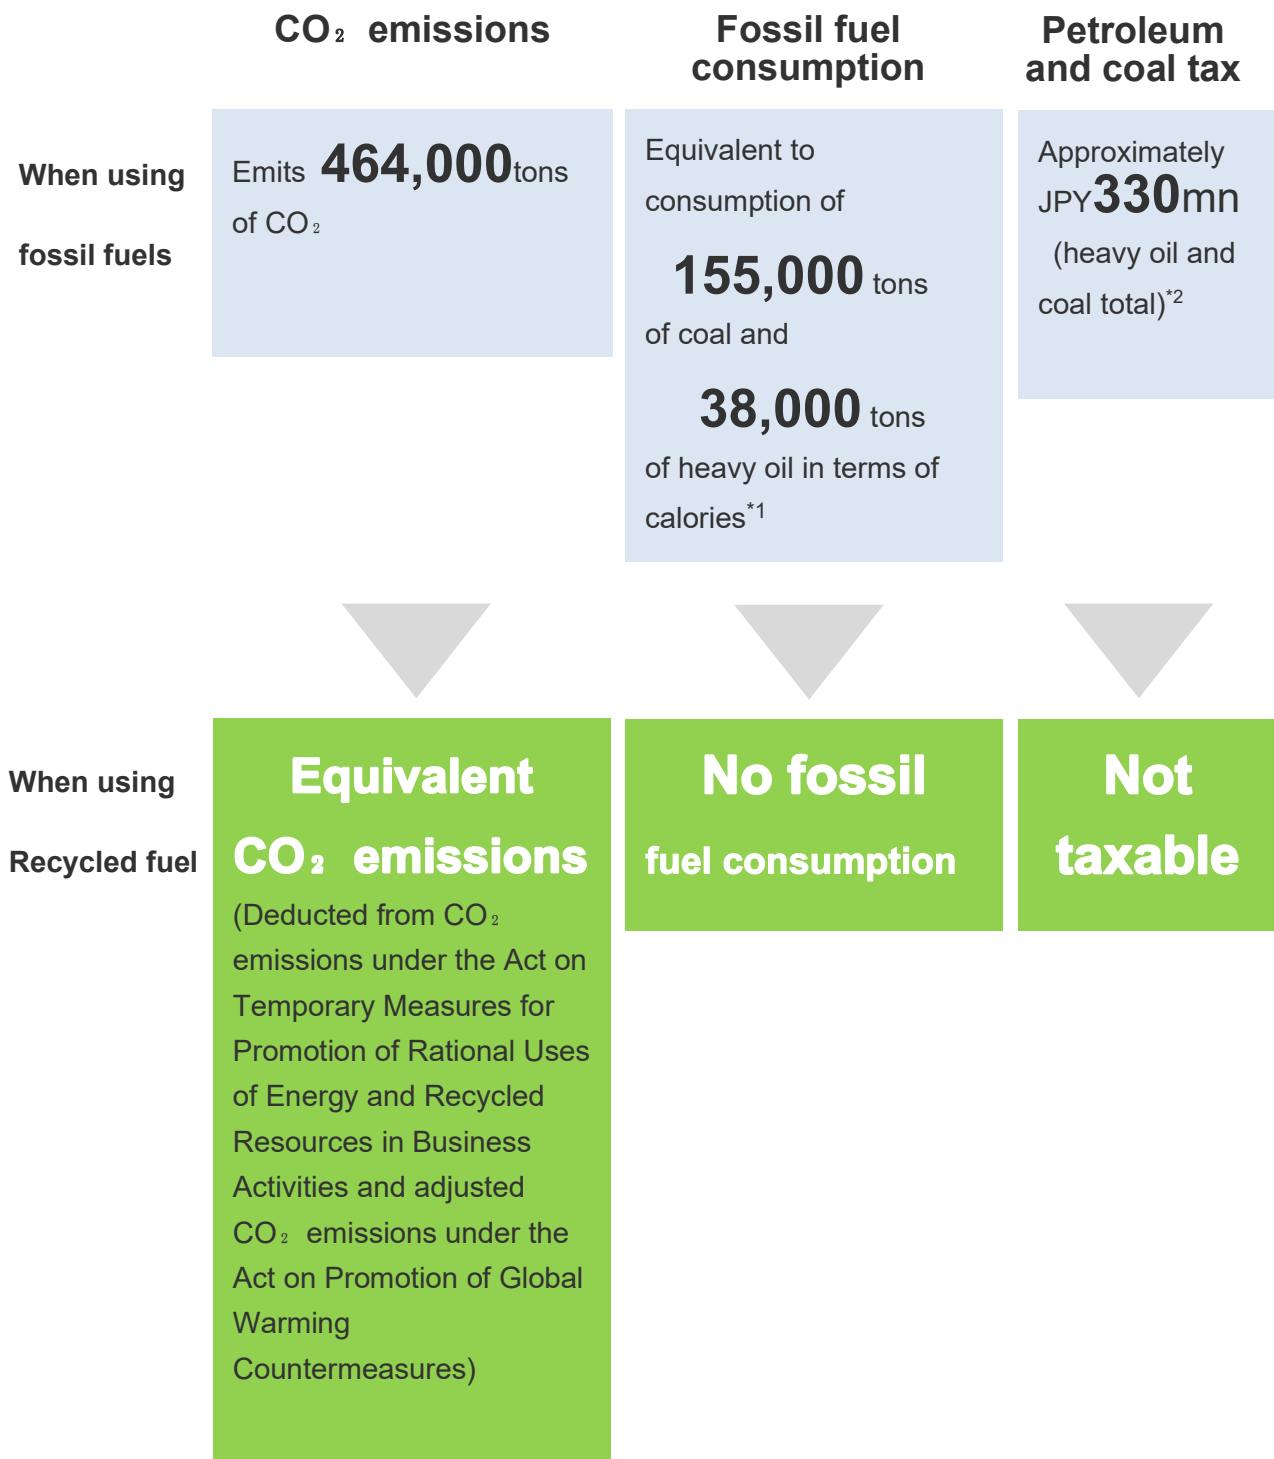 CO₂ emissions
Fossil fuel
consumption
Petroleum
and coal tax
When using
fossil fuels
Emits 464,000tons
of CO₂
Equivalent to
consumption of
155,000 tons
of coal and
38,000 tons
of heavy oil in terms of
calories*1
Approximately
JPY330mn
(heavy oil and
coal total)*2
When using
Recycled fuel
Equivalent
CO₂ emissions
(Deducted from CO₂
emissions under the Act on
Temporary Measures for
Promotion of Rational Uses
of Energy and Recycled
Resources in Business
Activities and adjusted
CO₂ emissions under the
Act on Promotion of Global
Warming
Countermeasures)
No fossil
fuel consumption
Not
taxable